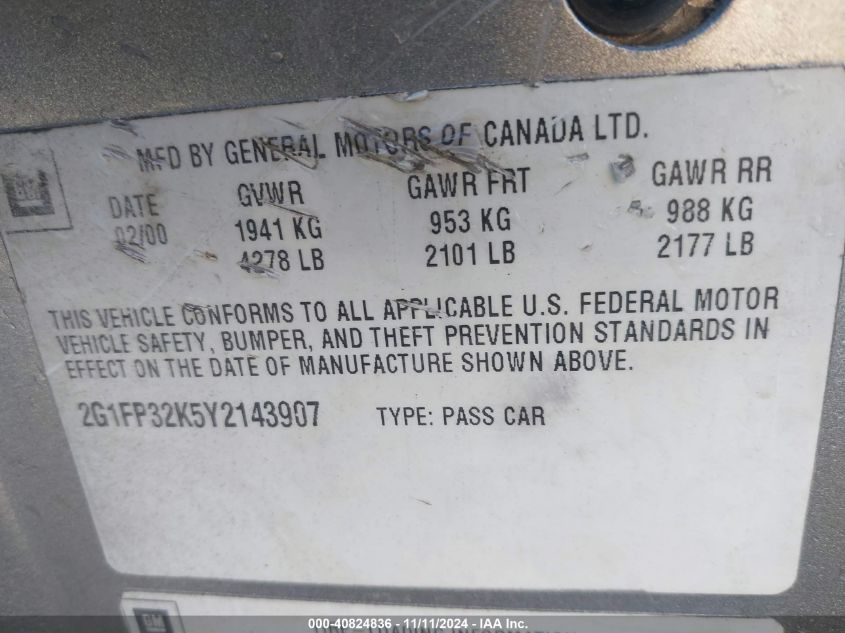 MFD BY GENERAL MOTORS OF CANADA LTD.
GM
DATE GVWR GAWR FRT GAWR RR
02/00 1941 KG 953 KG 988 KG
4278 LB 2101 LB 2177 LB
THIS VEHICLE CONFORMS TO ALL APPLICABLE U.S. FEDERAL MOTOR
VEHICLE SAFETY, BUMPER, AND THEFT PREVENTION STANDARDS IN
EFFECT ON THE DATE OF MANUFACTURE SHOWN ABOVE.
2G1FP32K5Y2143907 TYPE: PASS CAR
GM
000-40824836 - 11/11/2024 - IAA Inc.